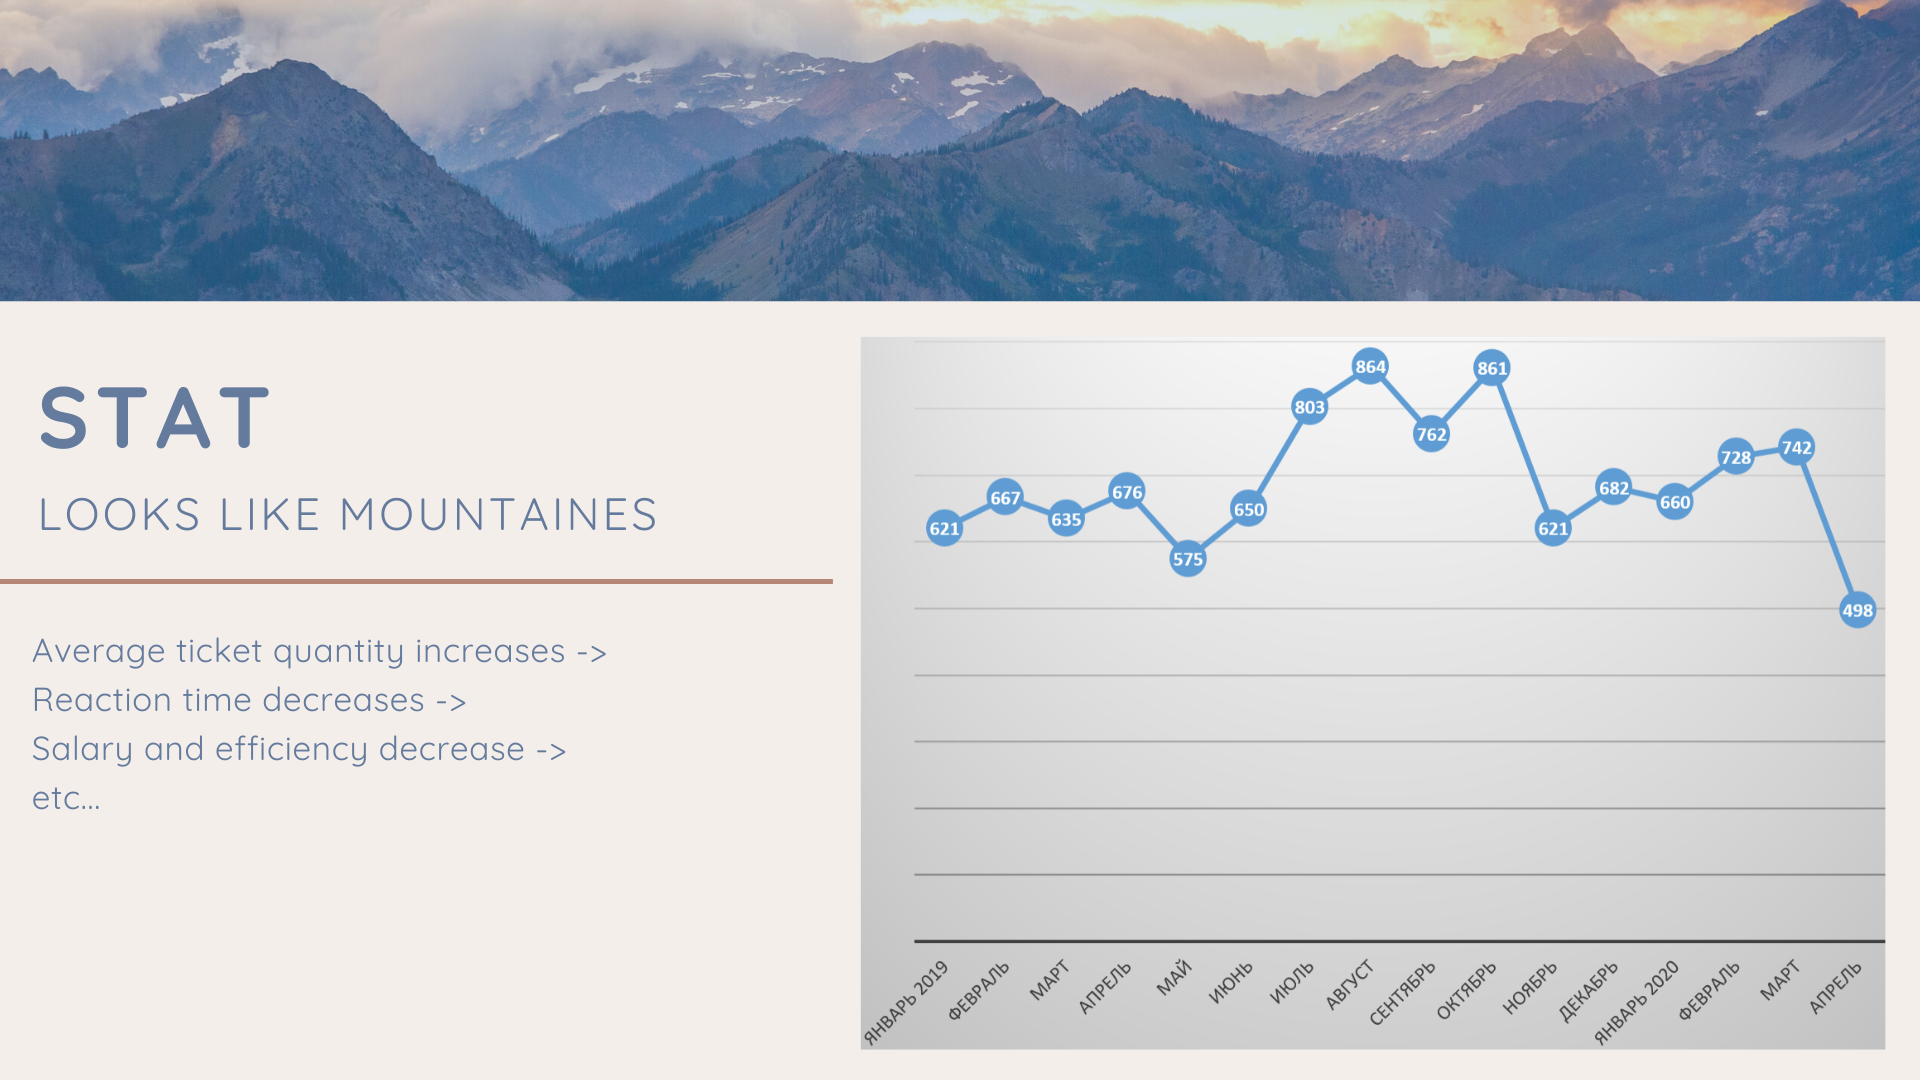 STAT
LOOKS LIKE MOUNTAINES
Average ticket quantity increases ->
Reaction time decreases ->
Salary and efficiency decrease ->
etc...
621
667
635
676
575
650
803
864
762
861
621
682
660
728
742
498
ЯНВАРЬ 2019
ФЕВРАЛЬ
МАРТ
АПРЕЛЬ
МАЙ
ИЮНЬ
ИЮЛЬ
АВГУСТ
СЕНТЯБРЬ
ОКТЯБРЬ
НОЯБРЬ
ДЕКАБРЬ
ЯНВАРЬ 2020
ФЕВРАЛЬ
МАРТ
АПРЕЛЬ